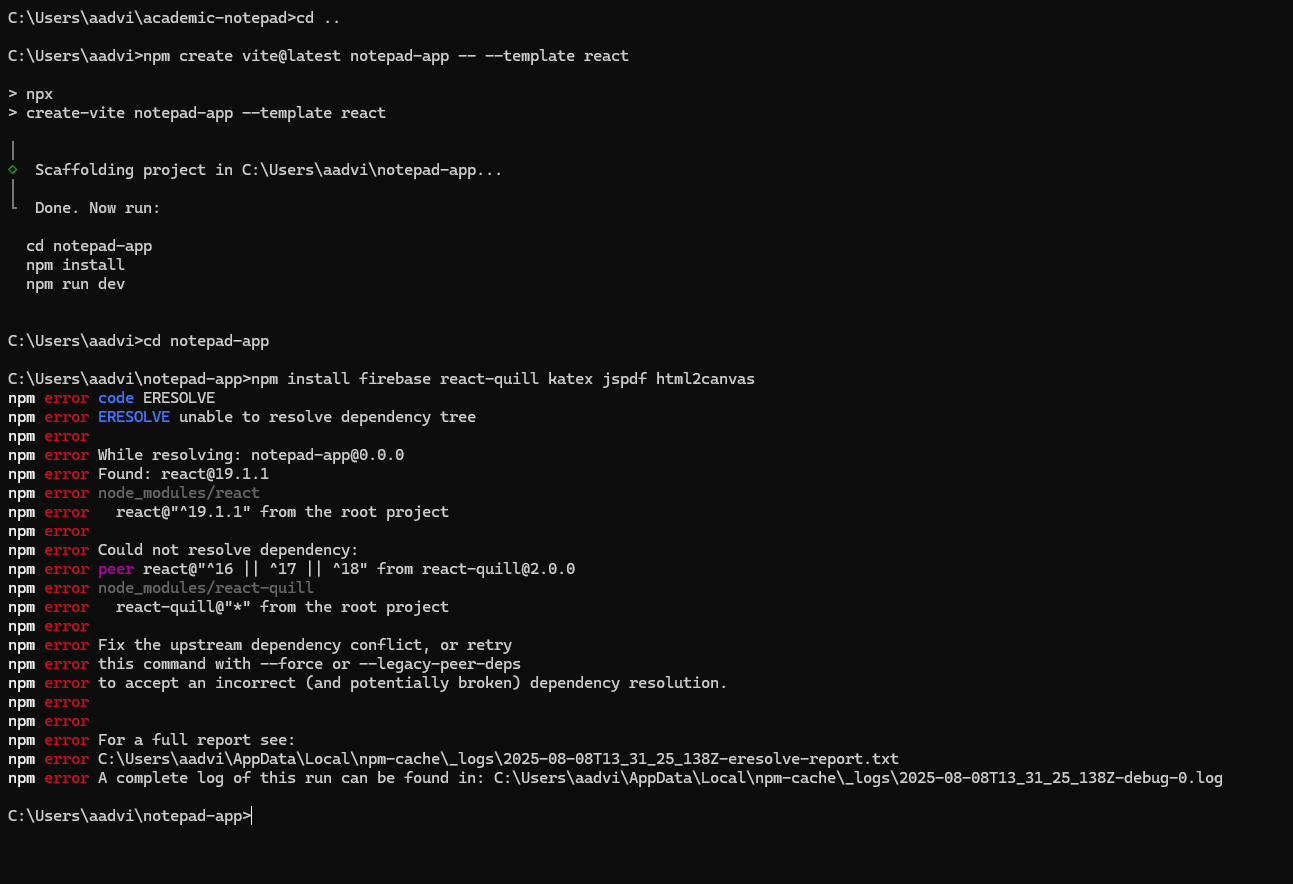 C:\Users\aadvi\academic-notepad>cd ..
C:\Users\aadvi>npm create vite@latest notepad-app -- --template react
> npx
> create-vite notepad-app --template react
│
◇  Scaffolding project in C:\Users\aadvi\notepad-app...
│
└  Done. Now run:
  cd notepad-app
  npm install
  npm run dev
C:\Users\aadvi>cd notepad-app
C:\Users\aadvi\notepad-app>npm install firebase react-quill katex jspdf html2canvas
npm error code ERESOLVE
npm error ERESOLVE unable to resolve dependency tree
npm error
npm error While resolving: notepad-app@0.0.0
npm error Found: react@19.1.1
npm error node_modules/react
npm error   react@"^19.1.1" from the root project
npm error
npm error Could not resolve dependency:
npm error peer react@"^16 || ^17 || ^18" from react-quill@2.0.0
npm error node_modules/react-quill
npm error   react-quill@"*" from the root project
npm error
npm error Fix the upstream dependency conflict, or retry
npm error this command with --force or --legacy-peer-deps
npm error to accept an incorrect (and potentially broken) dependency resolution.
npm error
npm error
npm error For a full report see:
npm error C:\Users\aadvi\AppData\Local\npm-cache\_logs\2025-08-08T13_31_25_138Z-eresolve-report.txt
npm error A complete log of this run can be found in: C:\Users\aadvi\AppData\Local\npm-cache\_logs\2025-08-08T13_31_25_138Z-debug-0.log
C:\Users\aadvi\notepad-app>